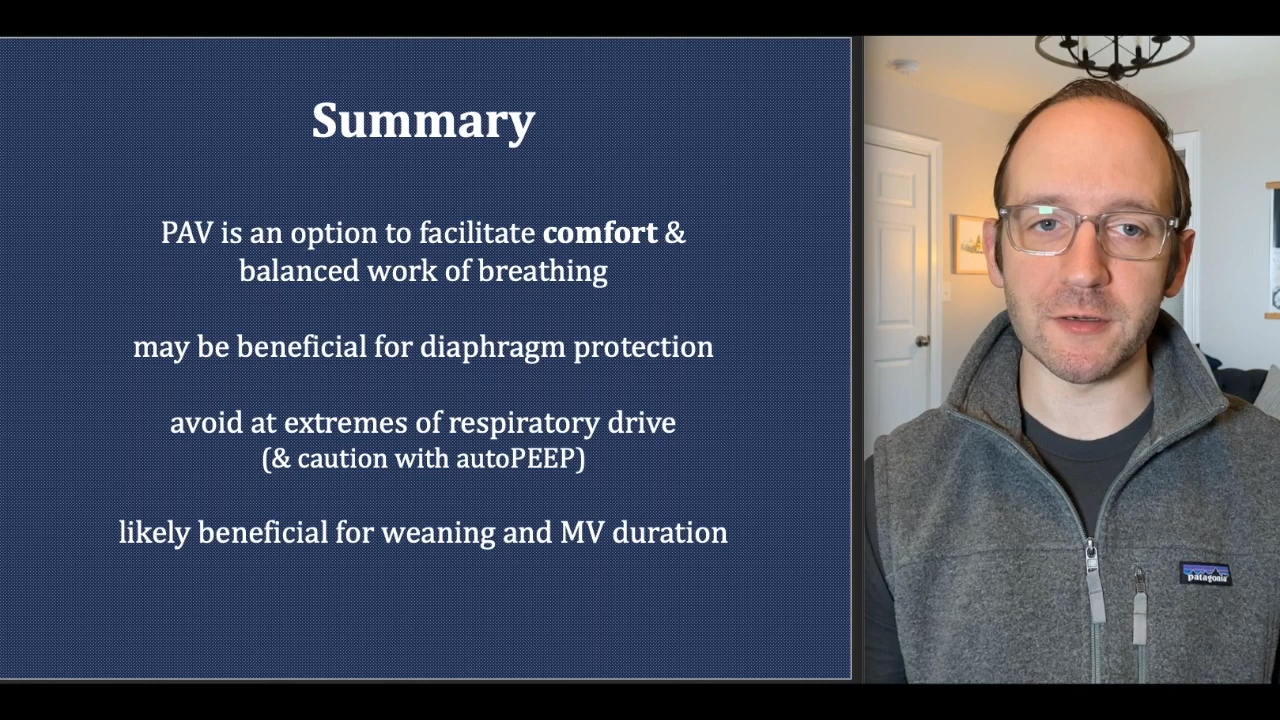 Summary
PAV is an option to facilitate comfort &
balanced work of breathing
may be beneficial for diaphragm protection
avoid at extremes of respiratory drive
(& caution with autoPEEP)
likely beneficial for weaning and MV duration
patagonia